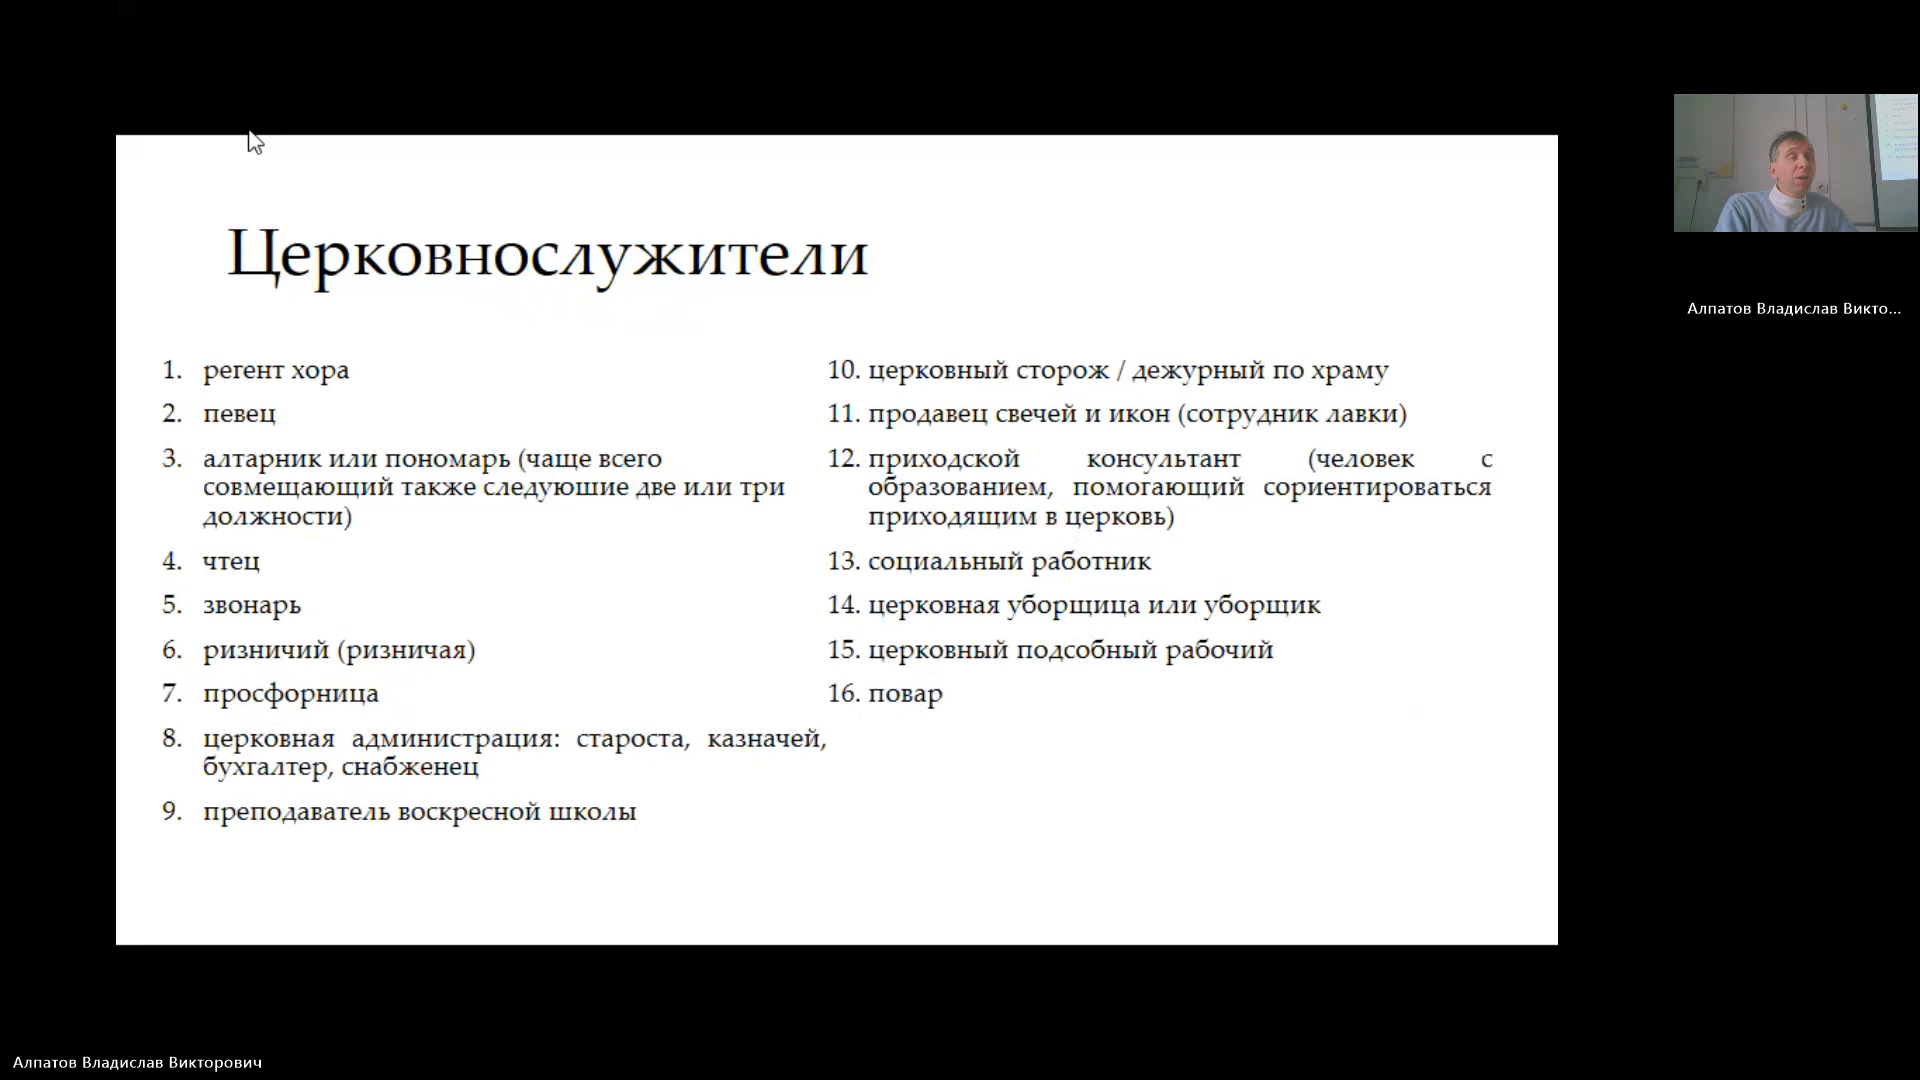 Церковнослужители
1. регент хора
2. певец
3. алтарник или пономарь (чаще всего
совмещающий также следуюшие две или три
должности)
4. чтец
5. звонарь
6. ризничий (ризничая)
7. просфорница
8. церковная администрация: староста, казначей,
бухгалтер, снабженец
9. преподаватель воскресной школы
10. церковный сторож / дежурный по храму
11. продавец свечей и икон (сотрудник лавки)
12. приходской консультант (человек с
образованием, помогающий сориентироваться
приходящим в церковь)
13. социальный работник
14. церковная уборщица или уборщик
15. церковный подсобный рабочий
16. повар
Алпатов Владислав Викто...
Алпатов Владислав Викторович